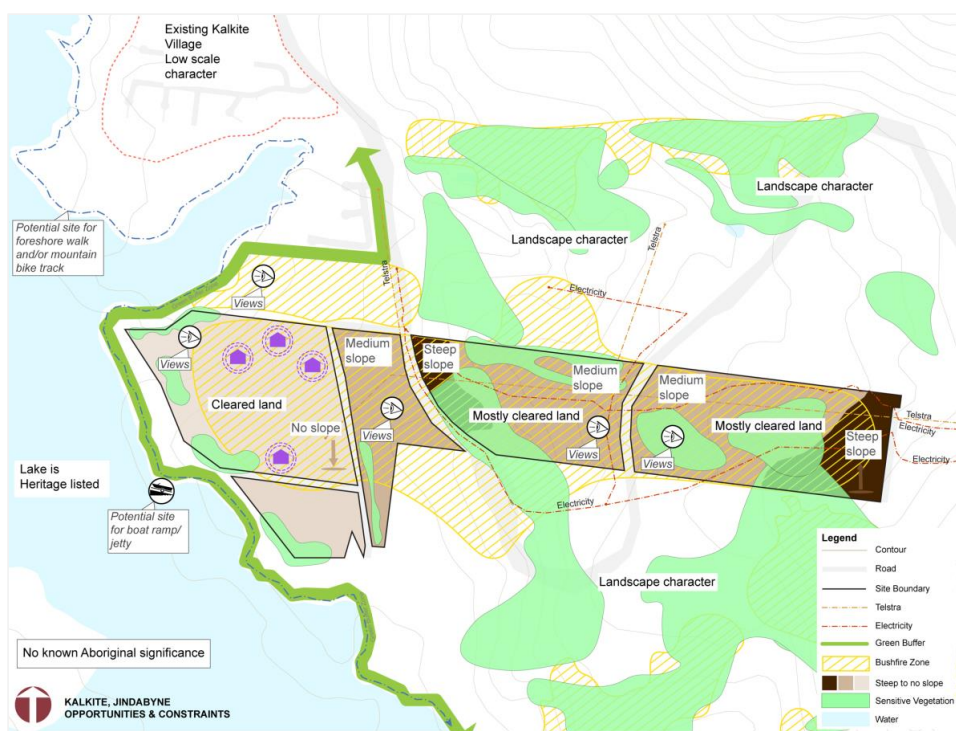 Existing Kalkite
Village
Low scale
character
Landscape character
Potential site for
foreshore walk
and/or mountain
bike track
Landscape character
Telstra
Telstra
Electricity
Views
Views
Medium
slope
Steep
slope
Medium
slope
Medium
slope
Cleared land
Mostly cleared land
Mostly cleared land
No slope
Views
Views
Views
Telstra
Electricity
Steep
slope
Electricity
Lake is
Heritage listed
Potential site
for boat ramp/
jetty
Electricity
Landscape character
Legend
Contour
Road
Site Boundary
Telstra
Electricity
Green Buffer
Bushfire Zone
Steep to no slope
Sensitive Vegetation
Water
No known Aboriginal significance
KALKITE, JINDABYNE
OPPORTUNITIES & CONSTRAINTS